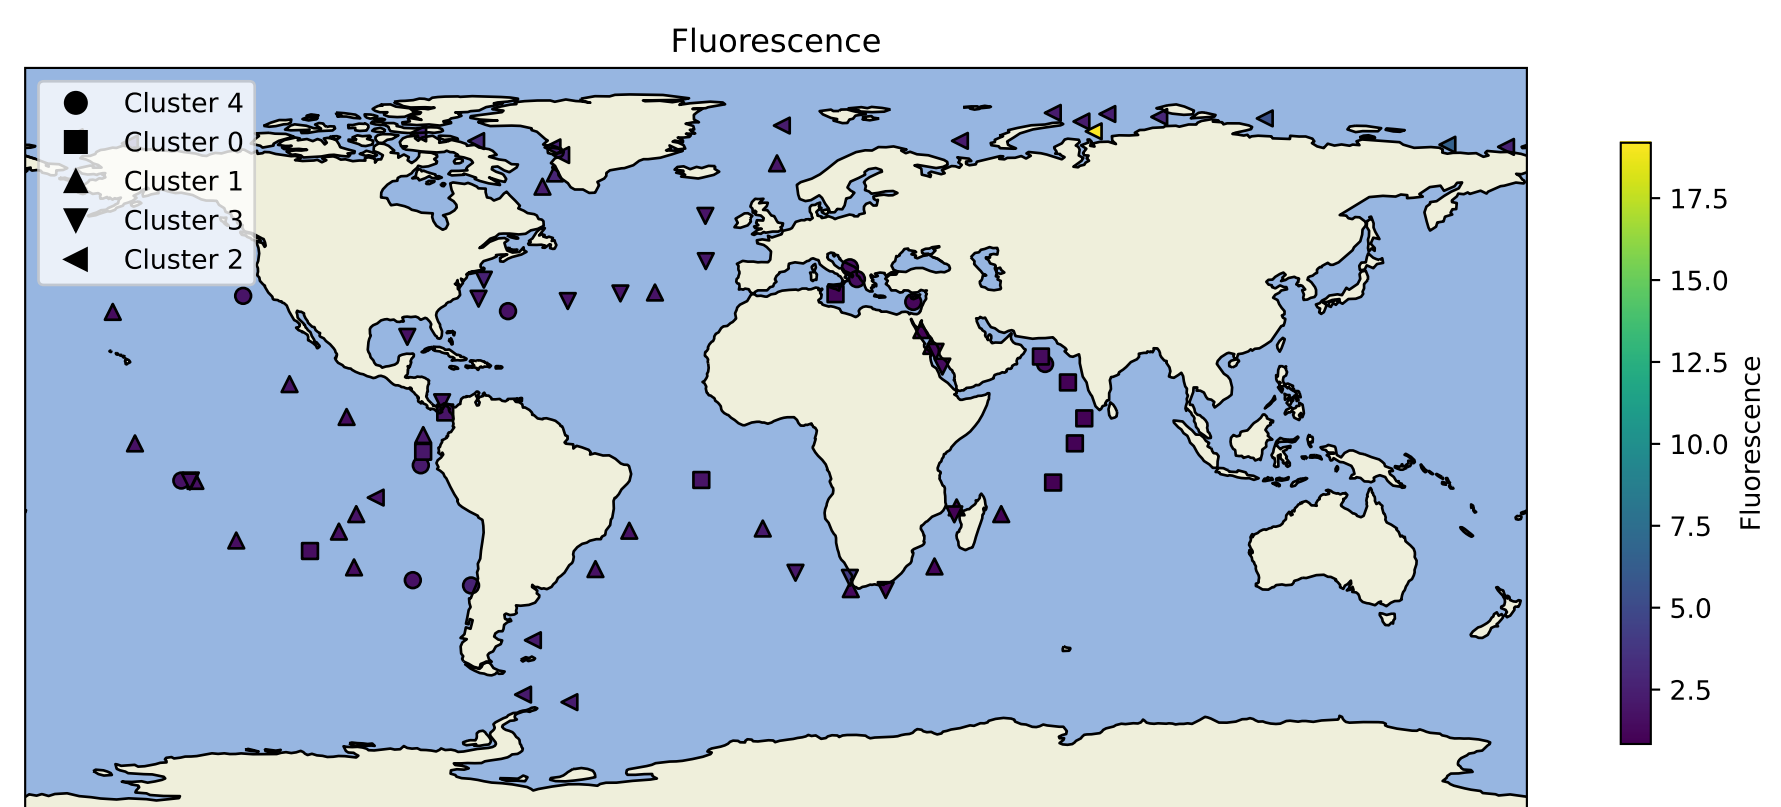 Fluorescence
Cluster 4
Cluster 0
Cluster 1
Cluster 3
Cluster 2
17.5
15.0
12.5
10.0
7.5
5.0
2.5
Fluorescence